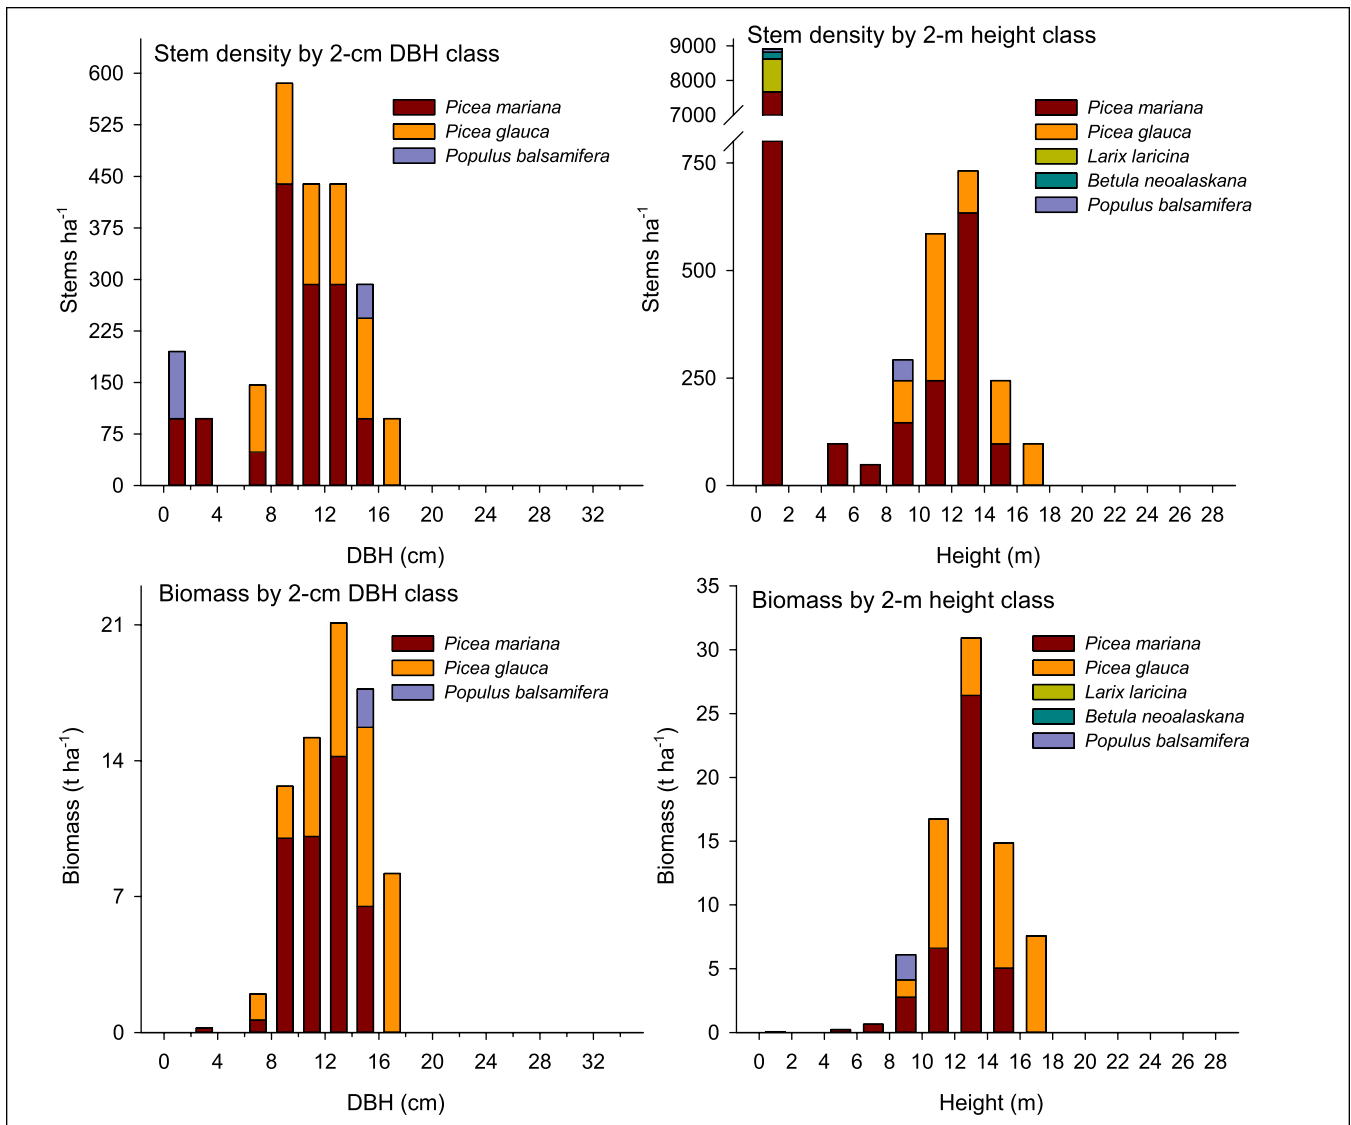 Stem density by 2-cm DBH class
600
525
450
375
300
225
150
75
0
Stems ha-1
Picea mariana
Picea glauca
Populus balsamifera
0 4 8 12 16 20 24 28 32
DBH (cm)
Stem density by 2-m height class
9000
8000
7000
750
500
250
0
Stems ha-1
Picea mariana
Picea glauca
Larix laricina
Betula neoalaskana
Populus balsamifera
0 2 4 6 8 10 12 14 16 18 20 22 24 26 28
Height (m)
Biomass by 2-cm DBH class
21
14
7
0
Biomass (t ha-1)
Picea mariana
Picea glauca
Populus balsamifera
0 4 8 12 16 20 24 28 32
DBH (cm)
Biomass by 2-m height class
35
30
25
20
15
10
5
0
Biomass (t ha-1)
Picea mariana
Picea glauca
Larix laricina
Betula neoalaskana
Populus balsamifera
0 2 4 6 8 10 12 14 16 18 20 22 24 26 28
Height (m)